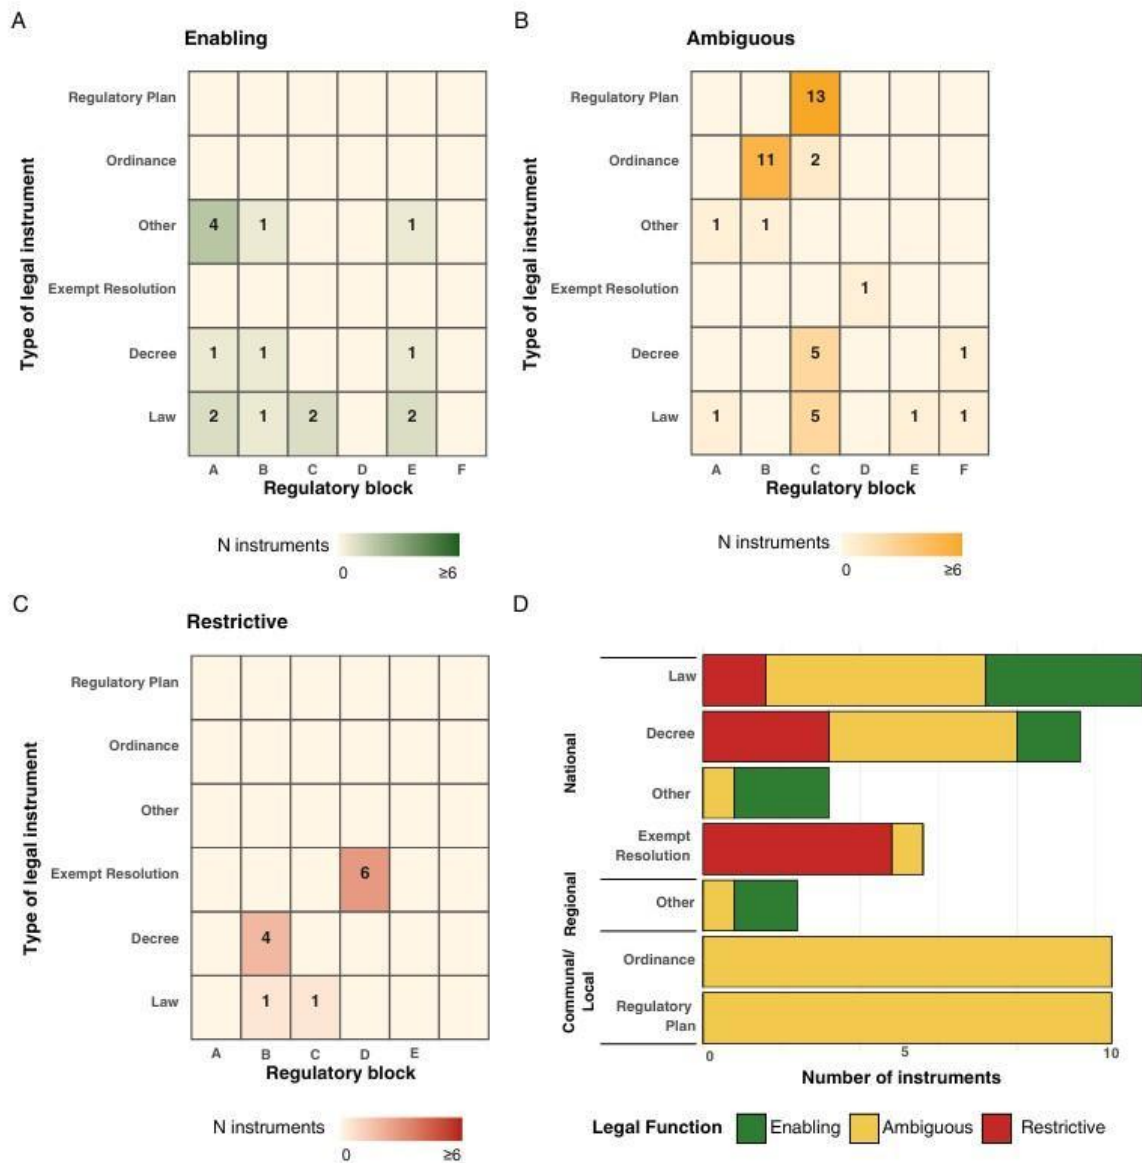 A
Enabling
Type of legal instrument
Regulatory Plan
Ordinance
Other
4
1
1
Exempt Resolution
Decree
1
1
1
Law
2
1
2
2
A B C D E F
Regulatory block
N instruments
0 ≥6
B
Ambiguous
Type of legal instrument
Regulatory Plan
13
Ordinance
11
2
Other
1
1
Exempt Resolution
1
Decree
5
1
Law
1
5
1
1
A B C D E F
Regulatory block
N instruments
0 ≥6
C
Restrictive
Type of legal instrument
Regulatory Plan
Ordinance
Other
Exempt Resolution
6
Decree
4
Law
1
1
A B C D E
Regulatory block
N instruments
0 ≥6
D
National
Law
Decree
Other
Exempt
Resolution
Regional
Other
Communal/
Local
Ordinance
Regulatory
Plan
0 5 10
Number of instruments
Legal Function Enabling Ambiguous Restrictive